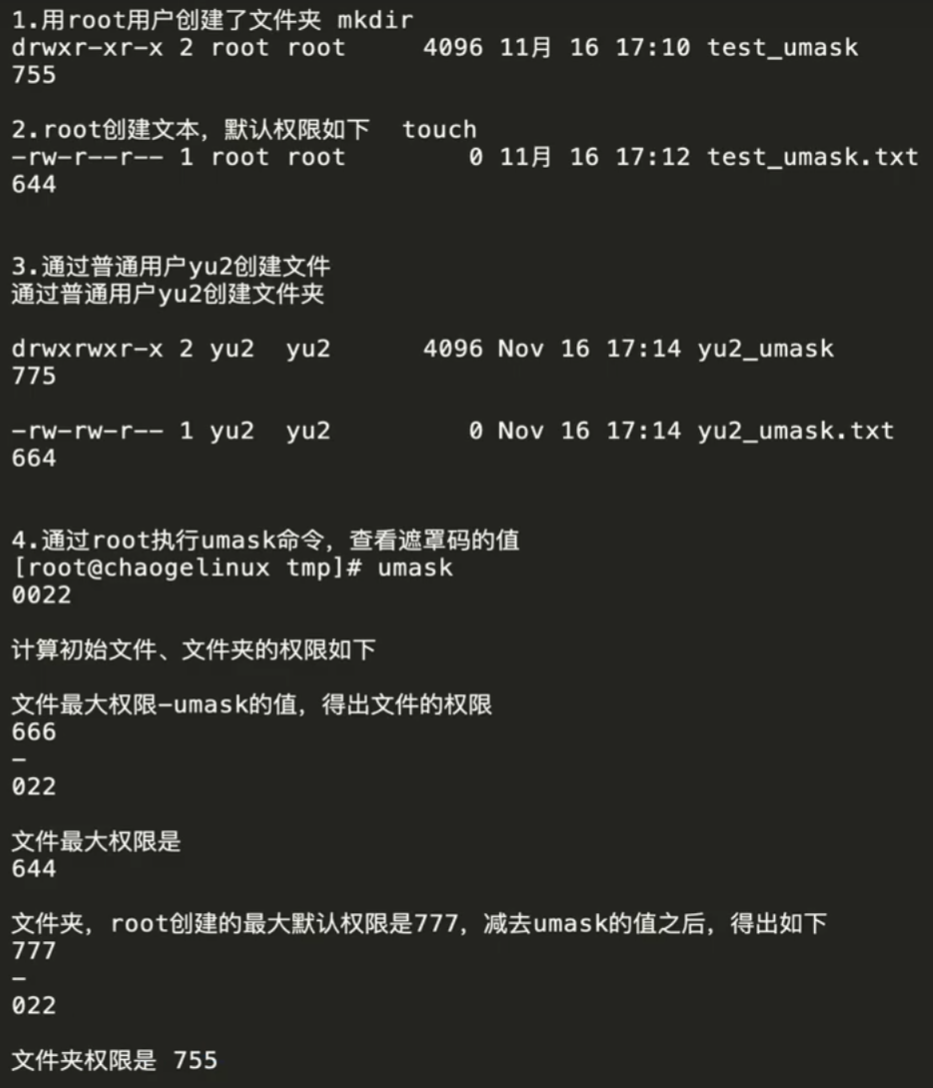 1.用root用户创建了文件夹 mkdir
drwxr-xr-x 2 root root     4096 11月 16 17:10 test_umask
755
2.root创建文本，默认权限如下  touch
-rw-r--r-- 1 root root        0 11月 16 17:12 test_umask.txt
644
3.通过普通用户yu2创建文件
通过普通用户yu2创建文件夹
drwxrwxr-x 2 yu2  yu2      4096 Nov 16 17:14 yu2_umask
775
-rw-rw-r-- 1 yu2  yu2         0 Nov 16 17:14 yu2_umask.txt
664
4.通过root执行umask命令，查看遮罩码的值
[root@chaogelinux tmp]# umask
0022
计算初始文件、文件夹的权限如下
文件最大权限-umask的值，得出文件的权限
666
-
022
文件最大权限是
644
文件夹，root创建的最大默认权限是777，减去umask的值之后，得出如下
777
-
022
文件夹权限是 755